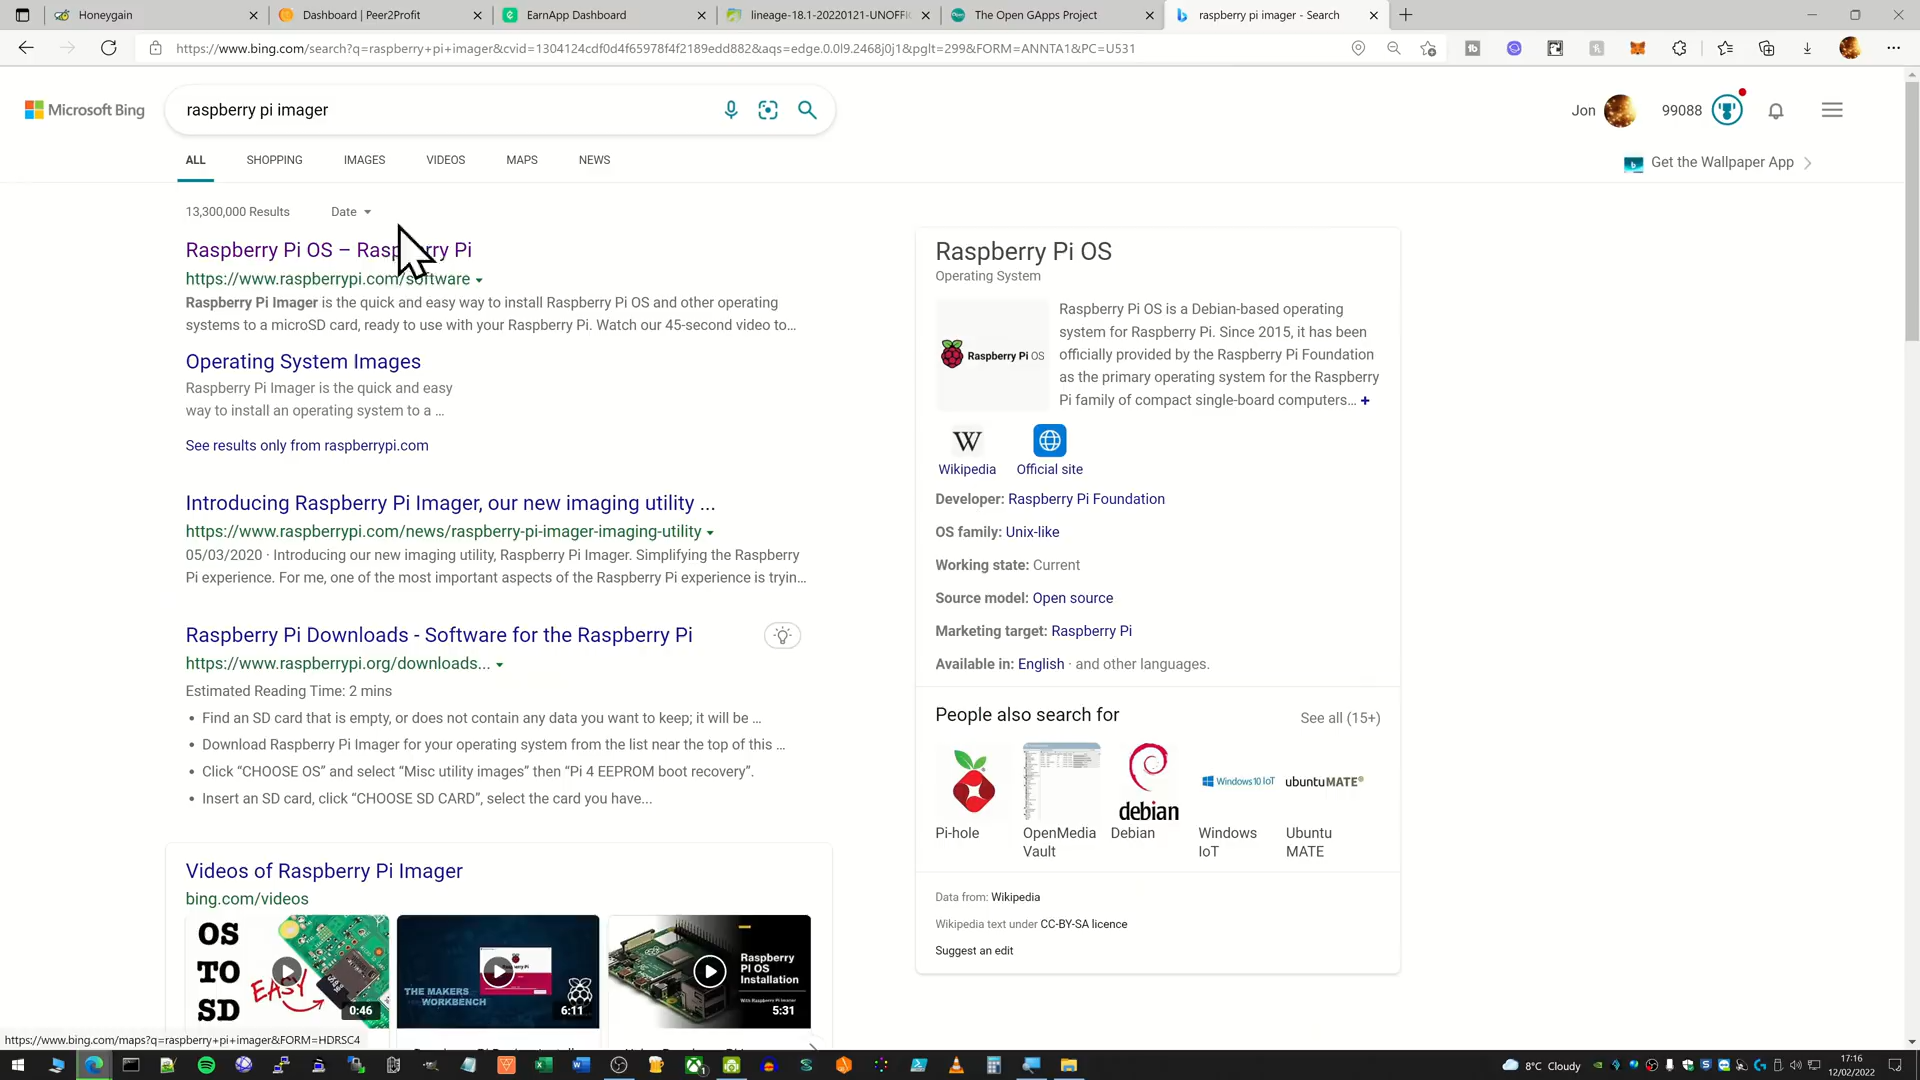 Honeygain
Dashboard | Peer2Profit
EarnApp Dashboard
lineage-18.1-20220121-UNOFFIC
The Open GApps Project
raspberry pi imager - Search
https://www.bing.com/search?q=raspberry+pi+imager&cvid=1304124cdf0d4f65978f4f2189edd882&aqs=edge.0.0l9.2468j0j1&pglt=299&FORM=ANNTA1&PC=U531
Microsoft Bing
raspberry pi imager
Jon
99088
ALL
SHOPPING
IMAGES
VIDEOS
MAPS
NEWS
Get the Wallpaper App
13,300,000 Results
Date
Raspberry Pi OS – Raspberry Pi
https://www.raspberrypi.com/software
Raspberry Pi Imager is the quick and easy way to install Raspberry Pi OS and other operating
systems to a microSD card, ready to use with your Raspberry Pi. Watch our 45-second video to...
Operating System Images
Raspberry Pi Imager is the quick and easy
way to install an operating system to a ...
See results only from raspberrypi.com
Introducing Raspberry Pi Imager, our new imaging utility ...
https://www.raspberrypi.com/news/raspberry-pi-imager-imaging-utility
05/03/2020 · Introducing our new imaging utility, Raspberry Pi Imager. Simplifying the Raspberry
Pi experience. For me, one of the most important aspects of the Raspberry Pi experience is tryin...
Raspberry Pi Downloads - Software for the Raspberry Pi
https://www.raspberrypi.org/downloads...
Estimated Reading Time: 2 mins
• Find an SD card that is empty, or does not contain any data you want to keep; it will be ...
• Download Raspberry Pi Imager for your operating system from the list near the top of this ...
• Click “CHOOSE OS” and select “Misc utility images” then “Pi 4 EEPROM boot recovery”.
• Insert an SD card, click “CHOOSE SD CARD”, select the card you have...
Videos of Raspberry Pi Imager
bing.com/videos
OS
TO
SD
EASY
0:46
THE MAKERS
WORKBENCH
6:11
Raspberry
Pi OS
Installation
With Raspberry Pi Imager
5:31
Raspberry Pi OS
Operating System
Raspberry Pi OS
Raspberry Pi OS is a Debian-based operating
system for Raspberry Pi. Since 2015, it has been
officially provided by the Raspberry Pi Foundation
as the primary operating system for the Raspberry
Pi family of compact single-board computers... +
W
Wikipedia
Official site
Developer: Raspberry Pi Foundation
OS family: Unix-like
Working state: Current
Source model: Open source
Marketing target: Raspberry Pi
Available in: English · and other languages.
People also search for
See all (15+)
debian
Windows 10 IoT
ubuntu MATE
Pi-hole
OpenMedia
Vault
Debian
Windows
IoT
Ubuntu
MATE
Data from: Wikipedia
Wikipedia text under CC-BY-SA licence
Suggest an edit
https://www.bing.com/maps?q=raspberry+pi+imager&FORM=HDRSC4
8°C Cloudy
17:16
12/02/2022